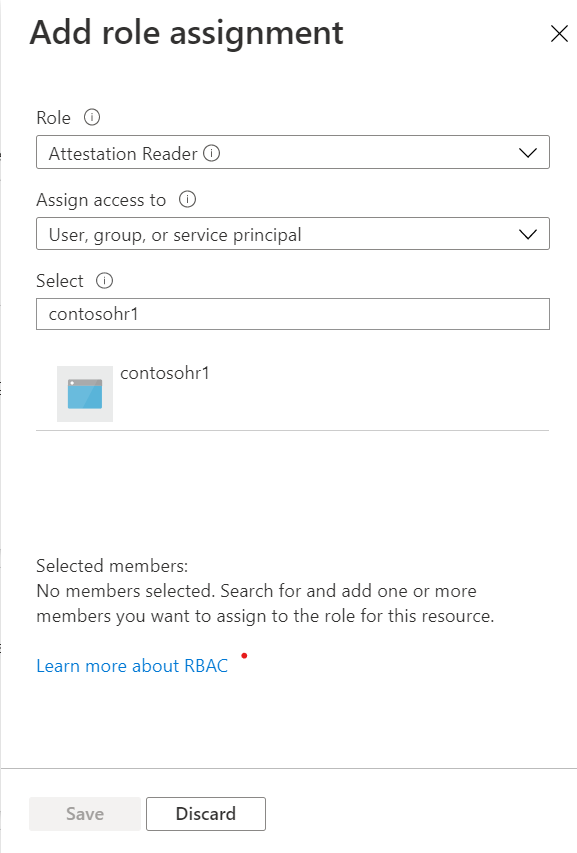 Add role assignment
Role
Attestation Reader
Assign access to
User, group, or service principal
Select
contosohr1
contosohr1
Selected members:
No members selected. Search for and add one or more
members you want to assign to the role for this resource.
Learn more about RBAC
Save
Discard